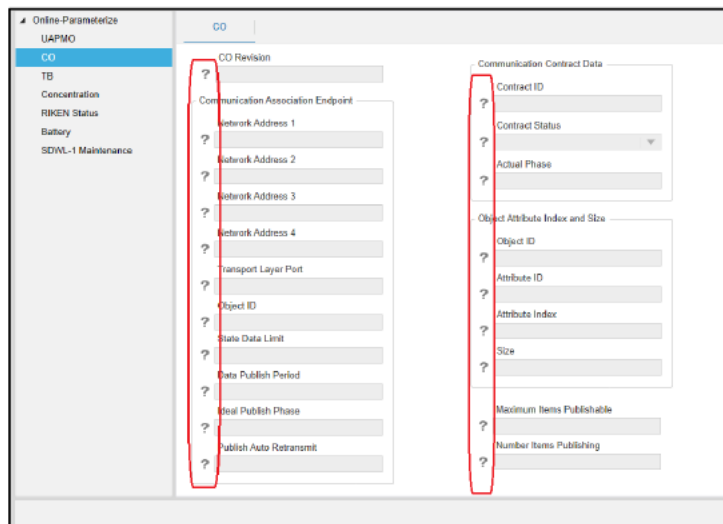 Online-Parameterize
UAPMO
CO
TB
Concentration
RIKEN Status
Battery
SDWL-1 Maintenance
CO
CO Revision
?
Communication Association Endpoint
Network Address 1
?
Network Address 2
?
Network Address 3
?
Network Address 4
?
Transport Layer Port
?
Object ID
?
State Data Limit
?
Data Publish Period
?
Ideal Publish Phase
?
Publish Auto Retransmit
?
Communication Contract Data
Contract ID
?
Contract Status
?
Actual Phase
?
Object Attribute Index and Size
Object ID
?
Attribute ID
?
Attribute Index
?
Size
?
Maximum Items Publishable
?
Number Items Publishing
?